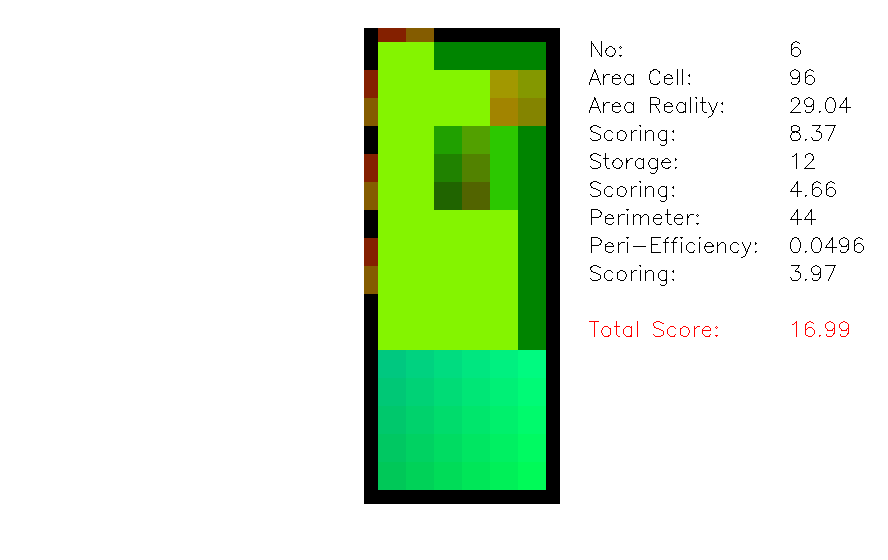 No: 6
Area Cell: 96
Area Reality: 29.04
Scoring: 8.37
Storage: 12
Scoring: 4.66
Perimeter: 44
Peri-Efficiency: 0.0496
Scoring: 3.97
Total Score: 16.99